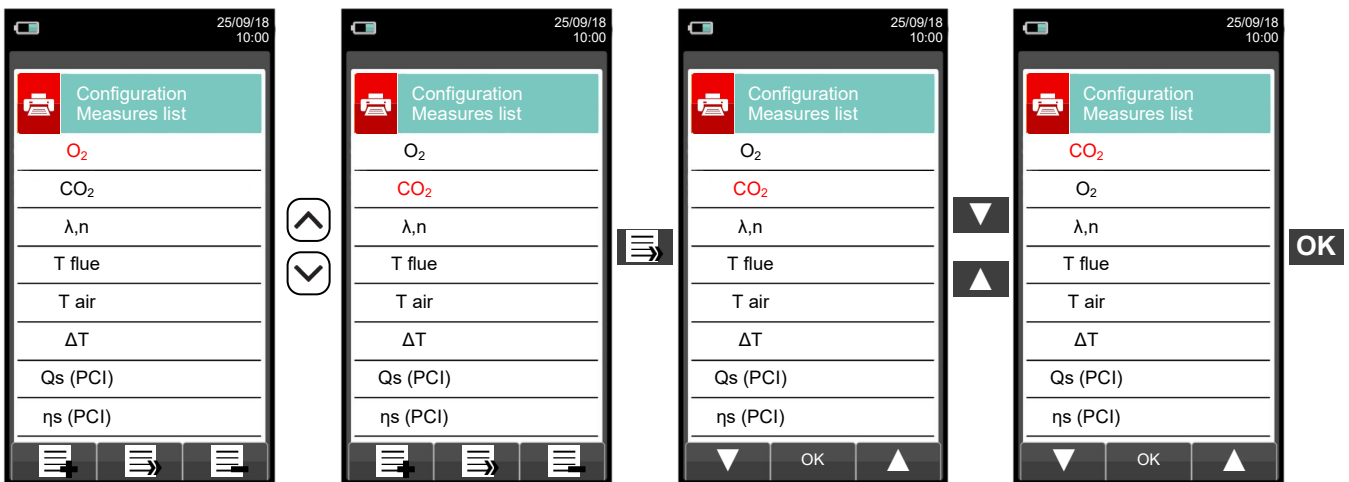 25/09/18
10:00
Configuration
Measures list
O₂
CO₂
λ,n
T flue
T air
ΔT
Qs (PCI)
ηs (PCI)
25/09/18
10:00
Configuration
Measures list
O₂
CO₂
λ,n
T flue
T air
ΔT
Qs (PCI)
ηs (PCI)
25/09/18
10:00
Configuration
Measures list
O₂
CO₂
λ,n
T flue
T air
ΔT
Qs (PCI)
ηs (PCI)
OK
25/09/18
10:00
Configuration
Measures list
CO₂
O₂
λ,n
T flue
T air
ΔT
Qs (PCI)
ηs (PCI)
OK
OK